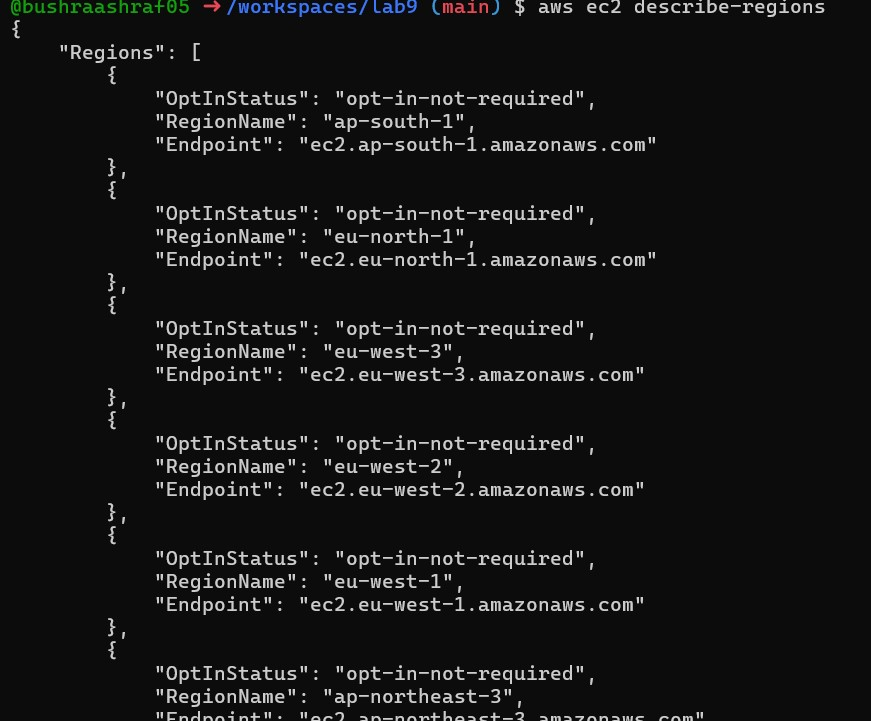 @bushraashraf05 → /workspaces/lab9 (main) $ aws ec2 describe-regions
{
    "Regions": [
        {
            "OptInStatus": "opt-in-not-required",
            "RegionName": "ap-south-1",
            "Endpoint": "ec2.ap-south-1.amazonaws.com"
        },
        {
            "OptInStatus": "opt-in-not-required",
            "RegionName": "eu-north-1",
            "Endpoint": "ec2.eu-north-1.amazonaws.com"
        },
        {
            "OptInStatus": "opt-in-not-required",
            "RegionName": "eu-west-3",
            "Endpoint": "ec2.eu-west-3.amazonaws.com"
        },
        {
            "OptInStatus": "opt-in-not-required",
            "RegionName": "eu-west-2",
            "Endpoint": "ec2.eu-west-2.amazonaws.com"
        },
        {
            "OptInStatus": "opt-in-not-required",
            "RegionName": "eu-west-1",
            "Endpoint": "ec2.eu-west-1.amazonaws.com"
        },
        {
            "OptInStatus": "opt-in-not-required",
            "RegionName": "ap-northeast-3",
            "Endpoint": "ec2.ap-northeast-3.amazonaws.com"